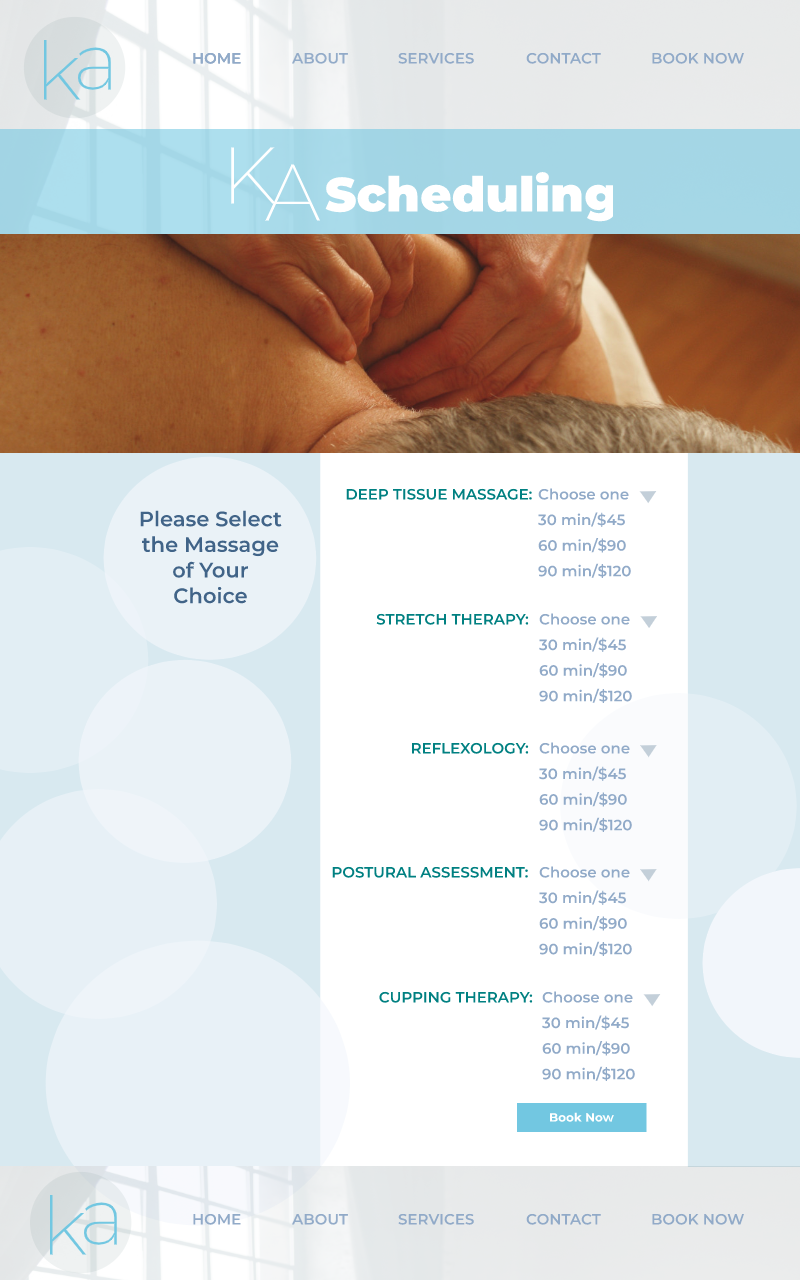 ka
HOME ABOUT SERVICES CONTACT BOOK NOW
KA Scheduling
Please Select
the Massage
of Your
Choice
DEEP TISSUE MASSAGE: Choose one
30 min/$45
60 min/$90
90 min/$120
STRETCH THERAPY: Choose one
30 min/$45
60 min/$90
90 min/$120
REFLEXOLOGY: Choose one
30 min/$45
60 min/$90
90 min/$120
POSTURAL ASSESSMENT: Choose one
30 min/$45
60 min/$90
90 min/$120
CUPPING THERAPY: Choose one
30 min/$45
60 min/$90
90 min/$120
Book Now
ka
HOME ABOUT SERVICES CONTACT BOOK NOW